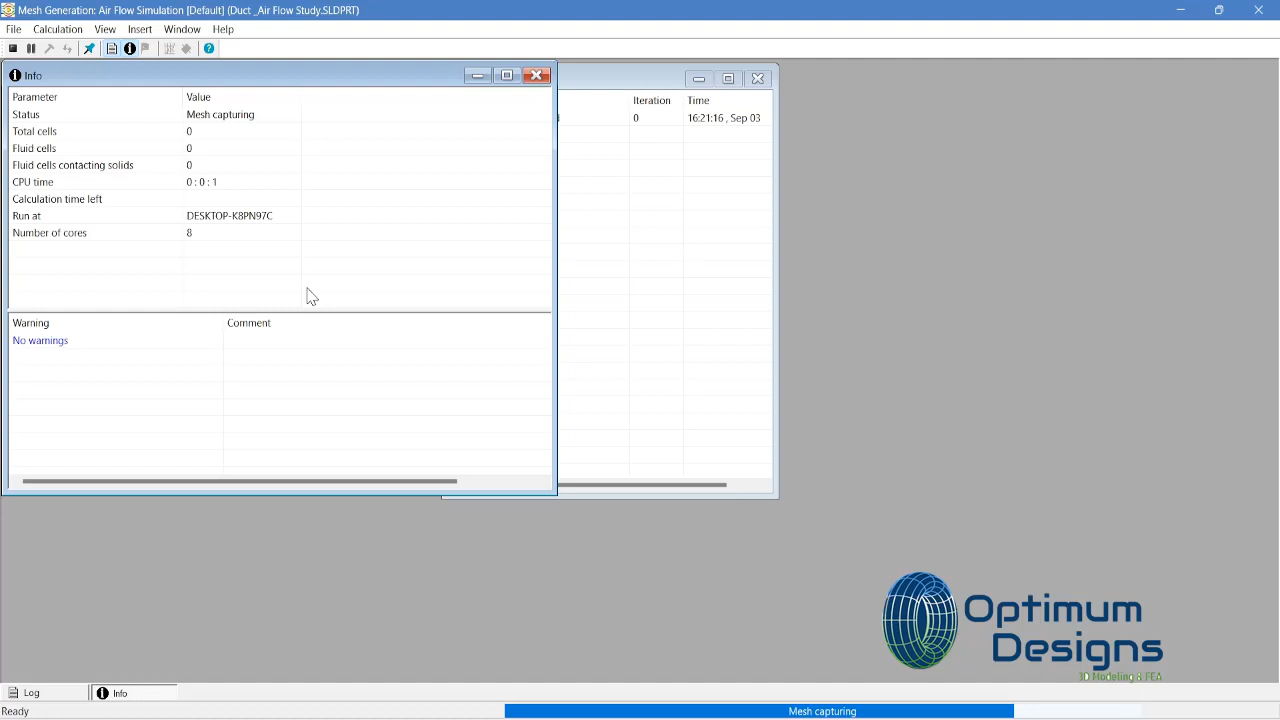 Mesh Generation: Air Flow Simulation [Default] (Duct _Air Flow Study.SLDPRT)
File Calculation View Insert Window Help
Info
Parameter Value
Status Mesh capturing
Total cells 0
Fluid cells 0
Fluid cells contacting solids 0
CPU time 0 : 0 : 1
Calculation time left
Run at DESKTOP-K8PN97C
Number of cores 8
Warning Comment
No warnings
Iteration Time
0 16:21:16 , Sep 03
Optimum
Designs
3D Modeling & FEA
Log Info
Ready Mesh capturing